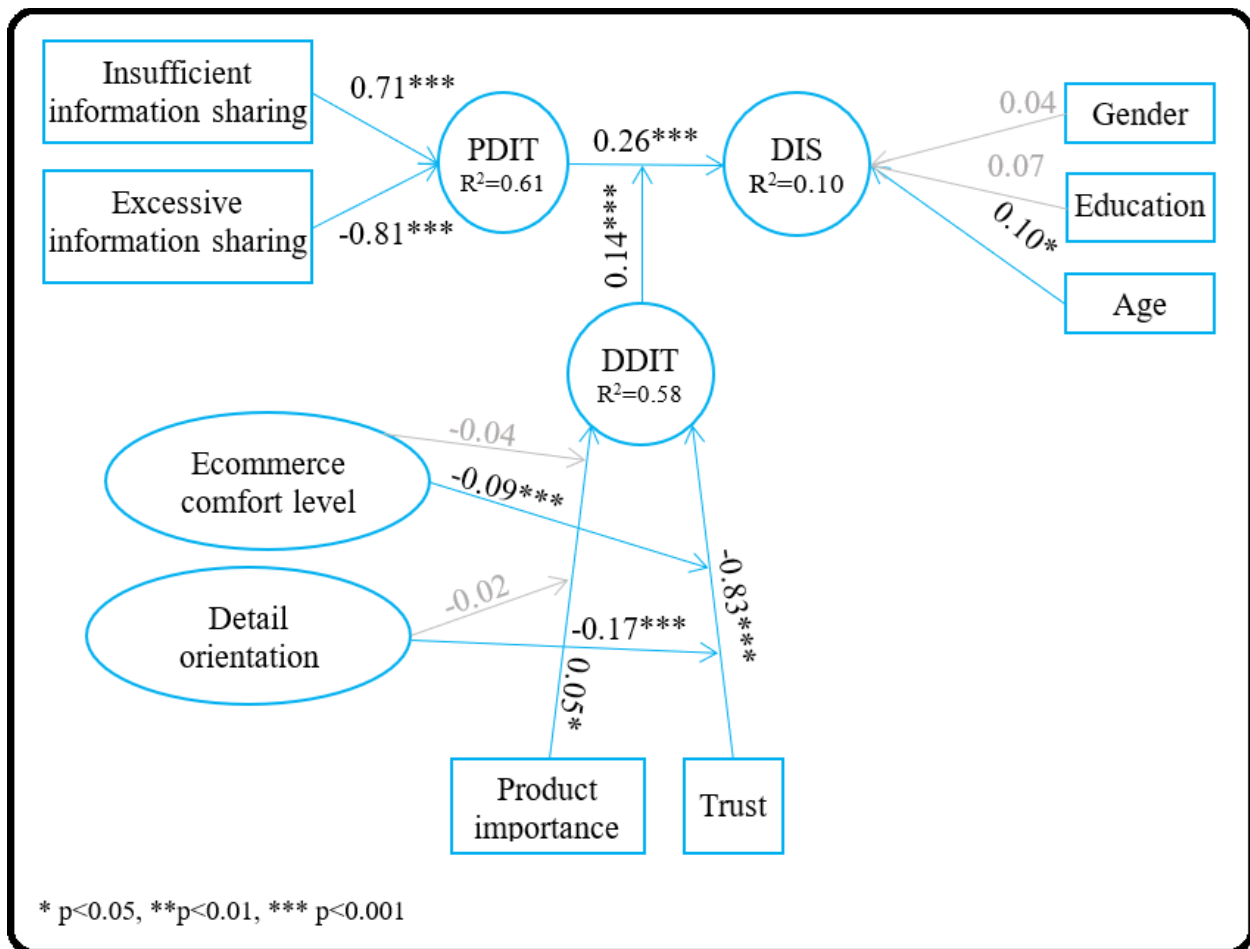 Insufficient
information sharing
0.71***
Excessive
information sharing
-0.81***
PDIT
R²=0.61
0.26***
DIS
R²=0.10
0.04
Gender
0.07
Education
0.10*
Age
0.14***
DDIT
R²=0.58
Ecommerce
comfort level
-0.04
-0.09***
Detail
orientation
-0.02
-0.17***
-0.83***
0.05*
Product
importance
Trust
* p<0.05, **p<0.01, *** p<0.001